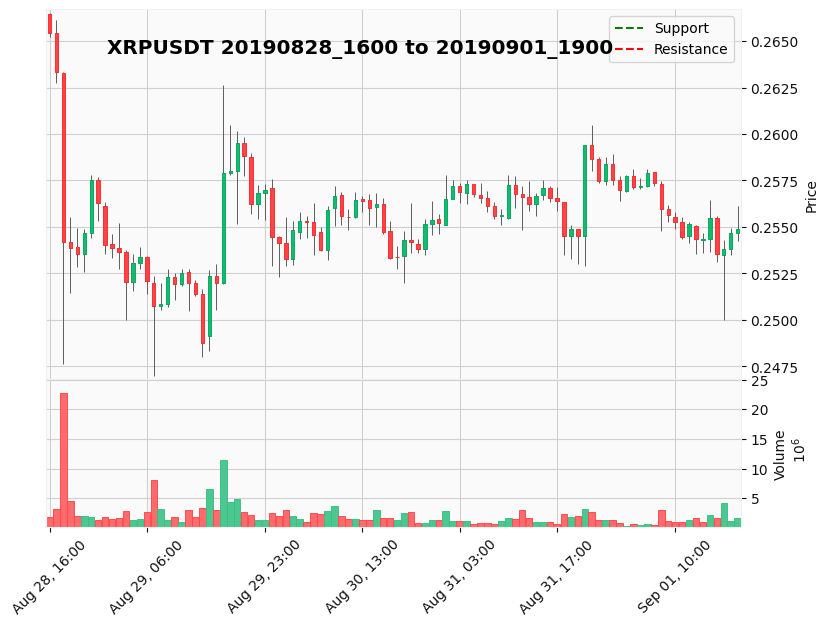 XRPUSDT 20190828_1600 to 20190901_1900
Support
Resistance
0.2650
0.2625
0.2600
0.2575
0.2550
0.2525
0.2500
0.2475
Price
25
20
15
10
5
Volume
10^6
Aug 28, 16:00
Aug 29, 06:00
Aug 29, 23:00
Aug 30, 13:00
Aug 31, 03:00
Aug 31, 17:00
Sep 01, 10:00